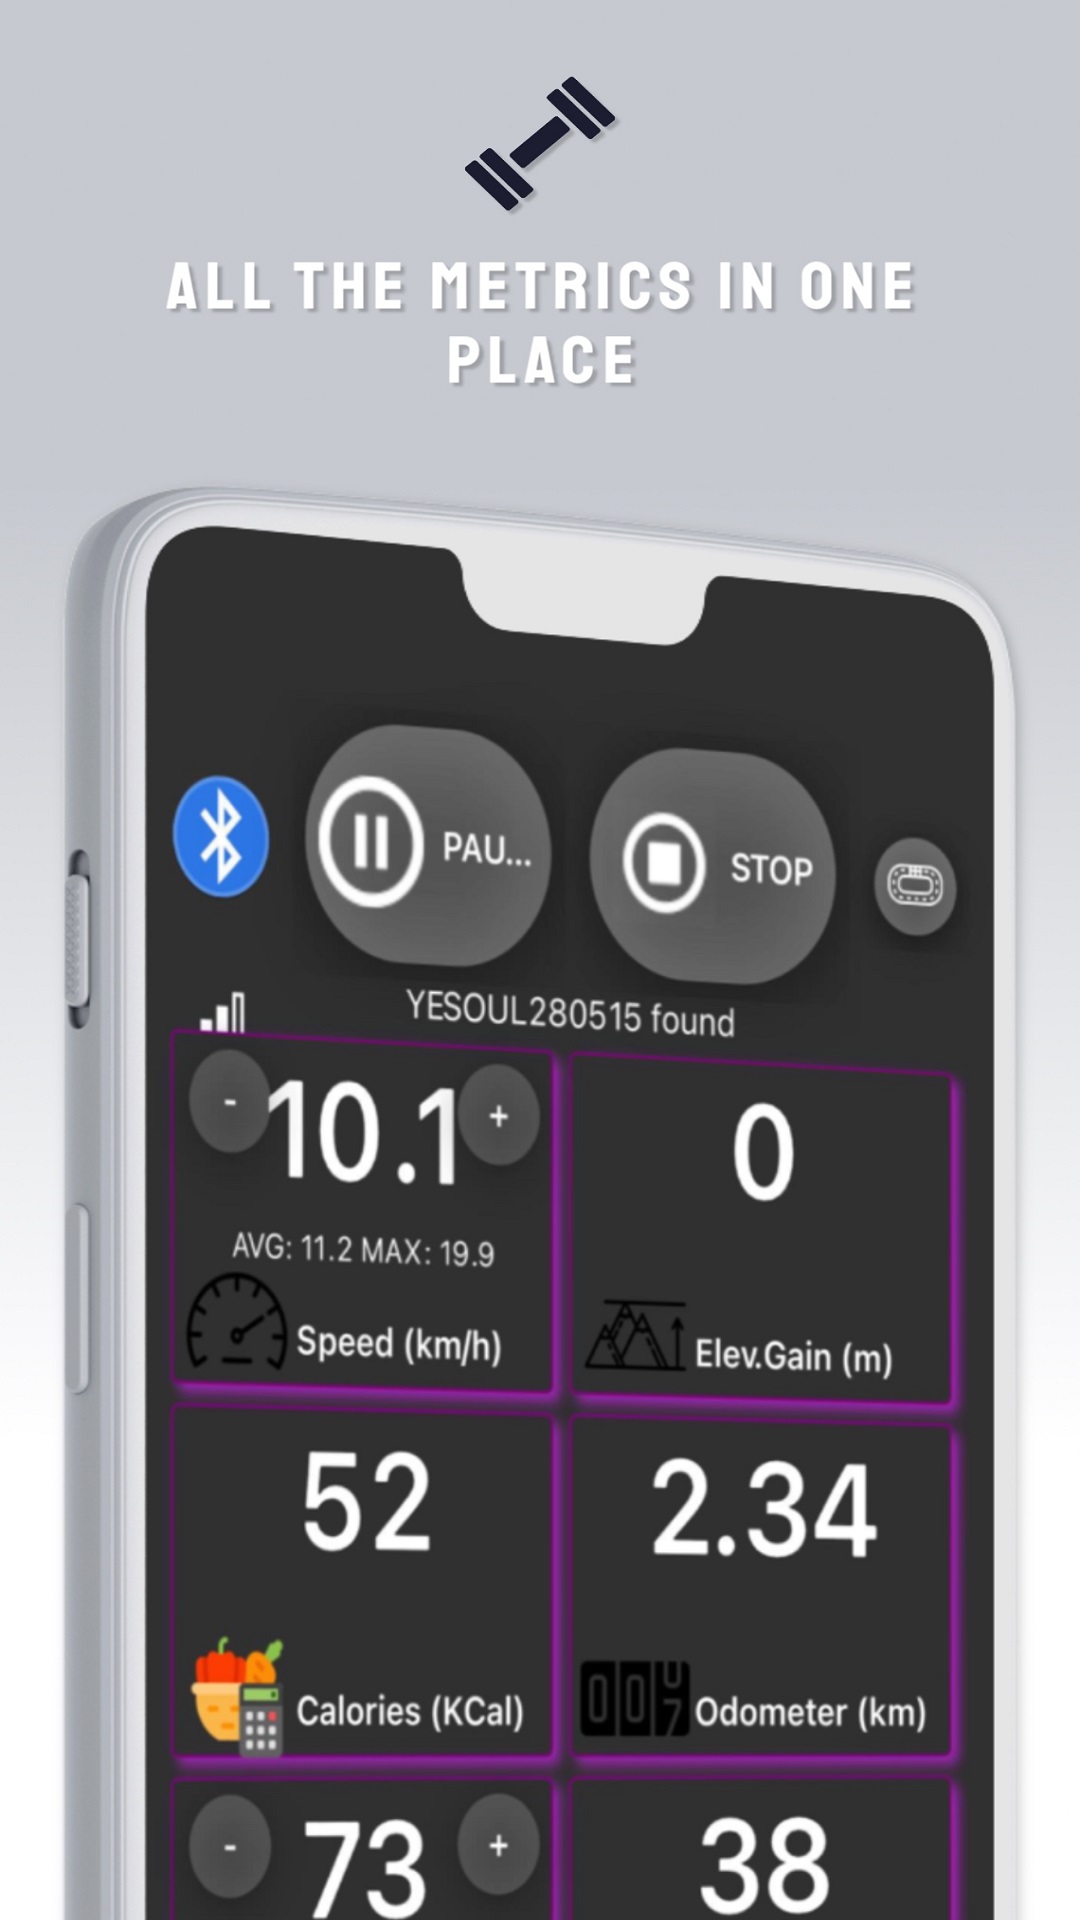 ALL THE METRICS IN ONE
PLACE
PAU...
STOP
YESOUL280515 found
- 10.1 +
0
AVG: 11.2 MAX: 19.9
Speed (km/h)
Elev.Gain (m)
52
2.34
Calories (KCal)
Odometer (km)
- 73 +
38